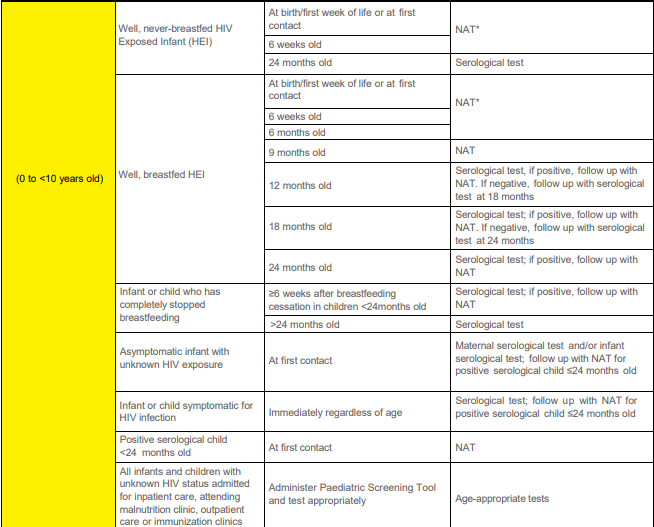 (0 to <10 years old)
Well, never-breastfed HIV
Exposed Infant (HEI)
At birth/first week of life or at first
contact
NAT*
6 weeks old
24 months old
Serological test
Well, breastfed HEI
At birth/first week of life or at first
contact
NAT*
6 weeks old
6 months old
9 months old
NAT
12 months old
Serological test, if positive, follow up with
NAT. If negative, follow up with serological
test at 18 months
18 months old
Serological test; if positive, follow up with
NAT. If negative, follow up with serological
test at 24 months
24 months old
Serological test; if positive, follow up with
NAT
Infant or child who has
completely stopped
breastfeeding
≥6 weeks after breastfeeding
cessation in children <24months old
Serological test; if positive, follow up with
NAT
>24 months old
Serological test
Asymptomatic infant with
unknown HIV exposure
At first contact
Maternal serological test and/or infant
serological test; follow up with NAT for
positive serological child ≤24 months old
Infant or child symptomatic for
HIV infection
Immediately regardless of age
Serological test; follow up with NAT for
positive serological child ≤24 months old
Positive serological child
<24 months old
At first contact
NAT
All infants and children with
unknown HIV status admitted
for inpatient care, attending
malnutrition clinic, outpatient
care or immunization clinics
Administer Paediatric Screening Tool
and test appropriately
Age-appropriate tests